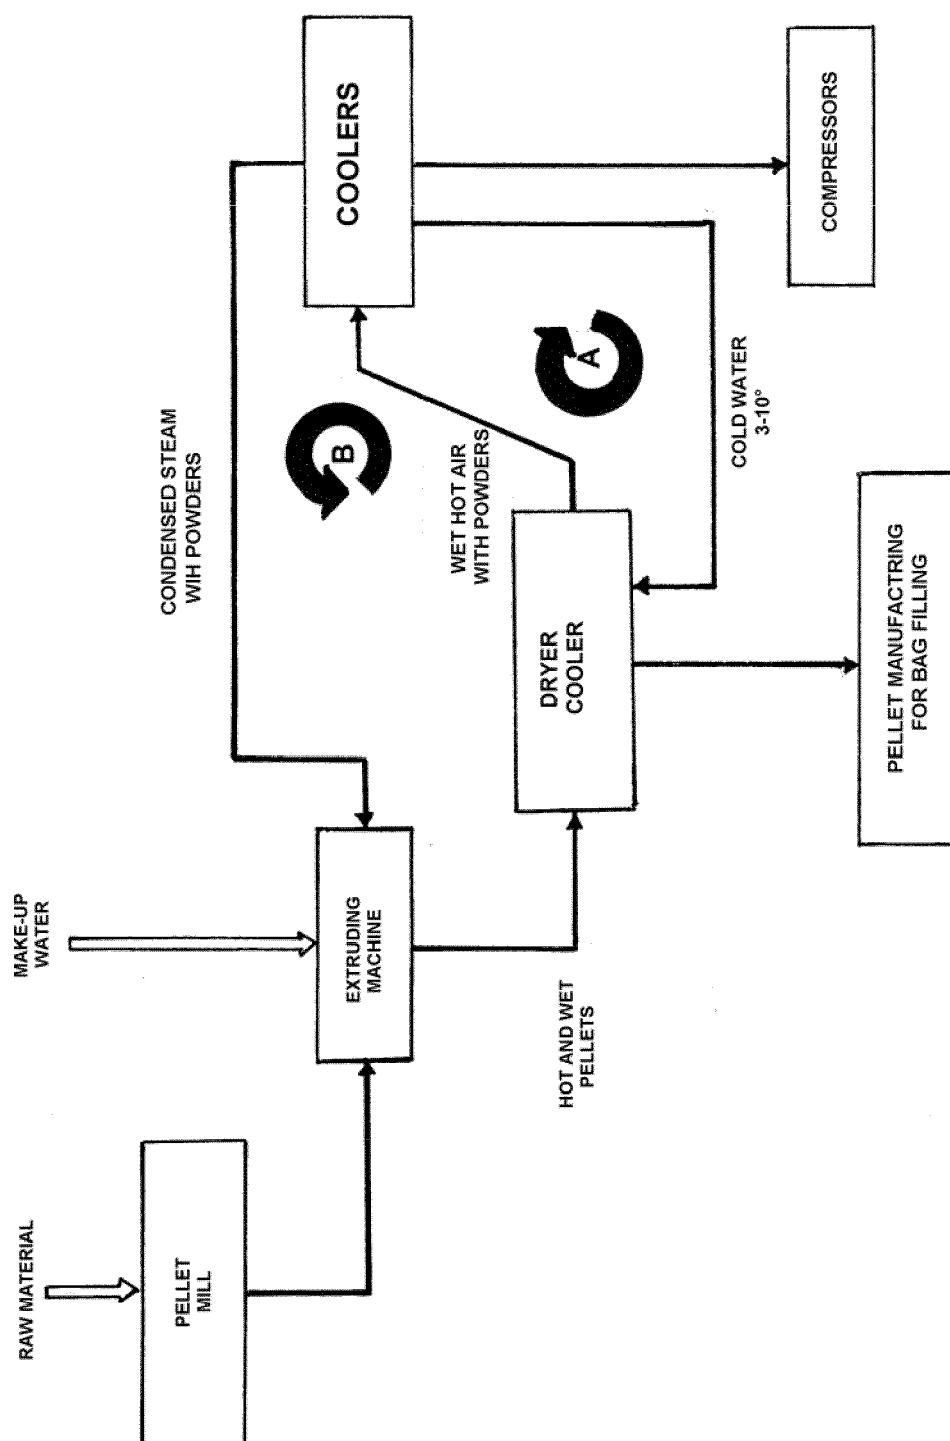 RAW MATERIAL
PELLET
MILL
MAKE-UP
WATER
EXTRUDING
MACHINE
HOT AND WET
PELLETS
CONDENSED STEAM
WIH POWDERS
B
WET HOT AIR
WITH POWDERS
DRYER
COOLER
A
COOLERS
COLD WATER
3-10°
PELLET MANUFACTRING
FOR BAG FILLING
COMPRESSORS